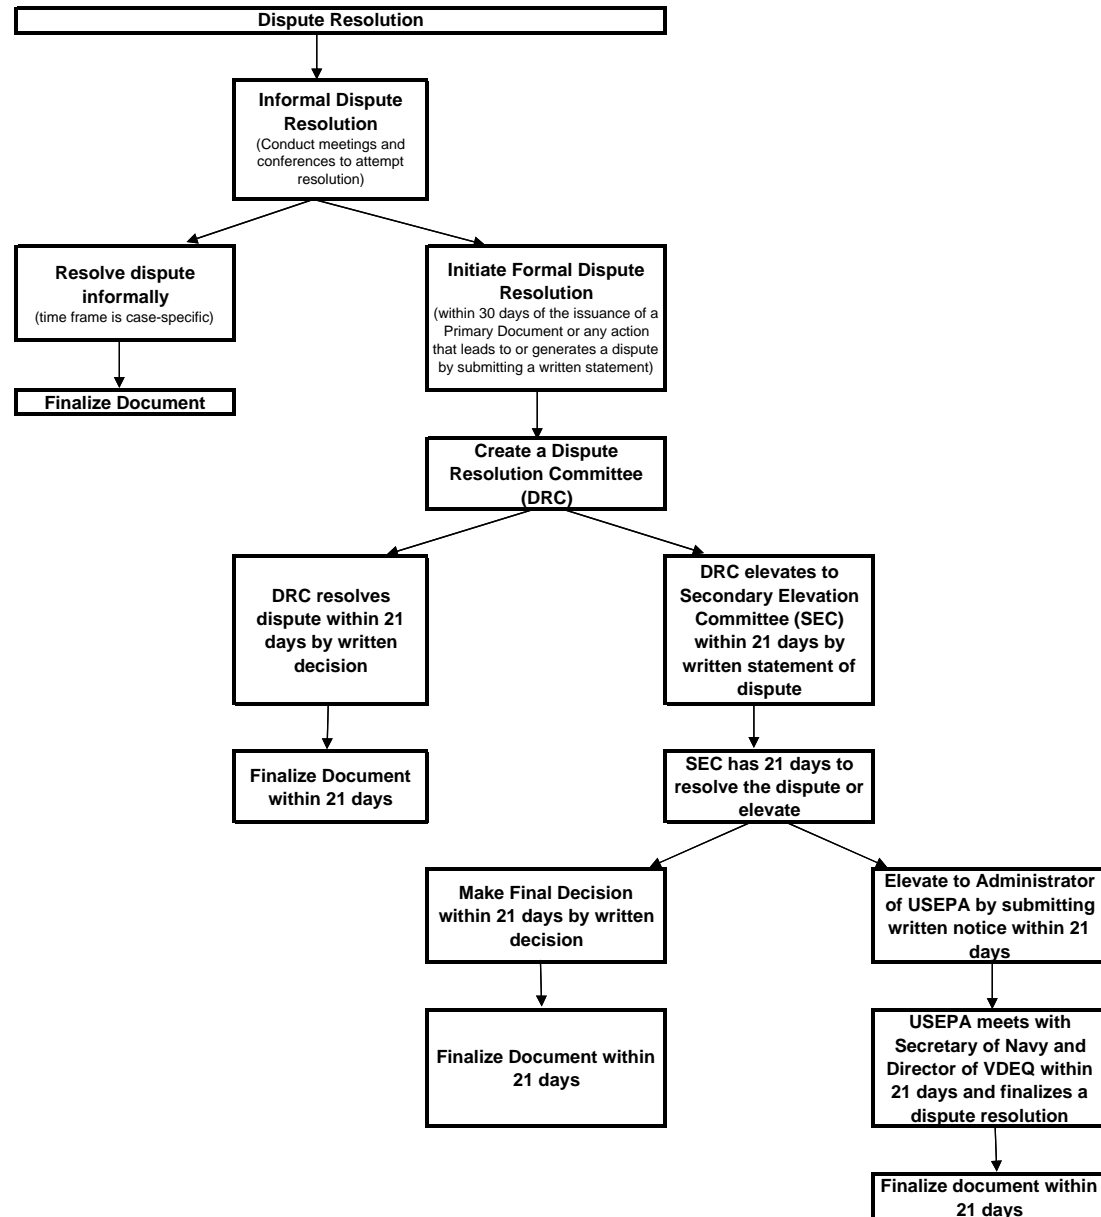 Dispute Resolution
Informal Dispute
Resolution
(Conduct meetings and
conferences to attempt
resolution)
Resolve dispute
informally
(time frame is case-specific)
Initiate Formal Dispute
Resolution
(within 30 days of the issuance of a
Primary Document or any action
that leads to or generates a dispute
by submitting a written statement)
Finalize Document
Create a Dispute
Resolution Committee
(DRC)
DRC resolves
dispute within 21
days by written
decision
DRC elevates to
Secondary Elevation
Committee (SEC)
within 21 days by
written statement of
dispute
Finalize Document
within 21 days
SEC has 21 days to
resolve the dispute or
elevate
Make Final Decision
within 21 days by written
decision
Elevate to Administrator
of USEPA by submitting
written notice within 21
days
Finalize Document within
21 days
USEPA meets with
Secretary of Navy and
Director of VDEQ within
21 days and finalizes a
dispute resolution
Finalize document within
21 days